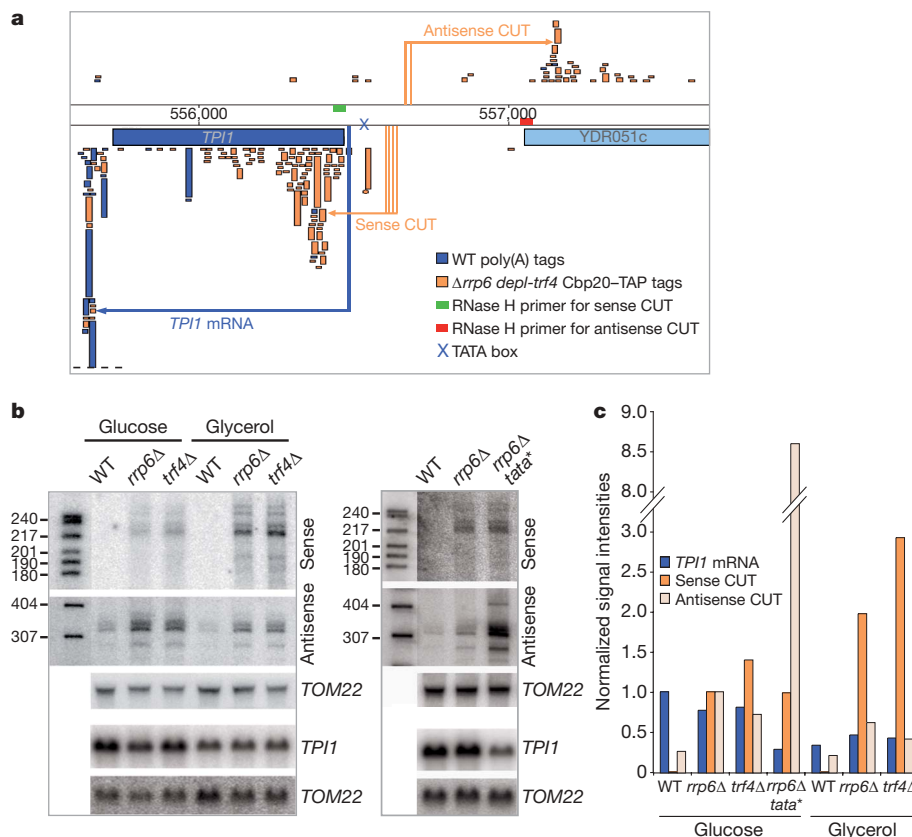 a
Antisense CUT
556,000
557,000
TPI1
X
YDR051c
Sense CUT
TPI1 mRNA
WT poly(A) tags
Δrrp6 depl-trf4 Cbp20–TAP tags
RNase H primer for sense CUT
RNase H primer for antisense CUT
X TATA box
b
Glucose
Glycerol
WT
rrp6Δ
trf4Δ
WT
rrp6Δ
trf4Δ
240
217
201
190
180
Sense
404
307
Antisense
TOM22
TPI1
TOM22
WT
rrp6Δ
rrp6Δ
tata*
240
217
201
190
180
Sense
404
307
Antisense
TOM22
TPI1
TOM22
c
Normalized signal intensities
9.0
8.0
3.0
2.5
2.0
1.5
1.0
0.5
0
TPI1 mRNA
Sense CUT
Antisense CUT
WT
rrp6Δ
trf4Δ
rrp6Δ
tata*
WT
rrp6Δ
trf4Δ
Glucose
Glycerol